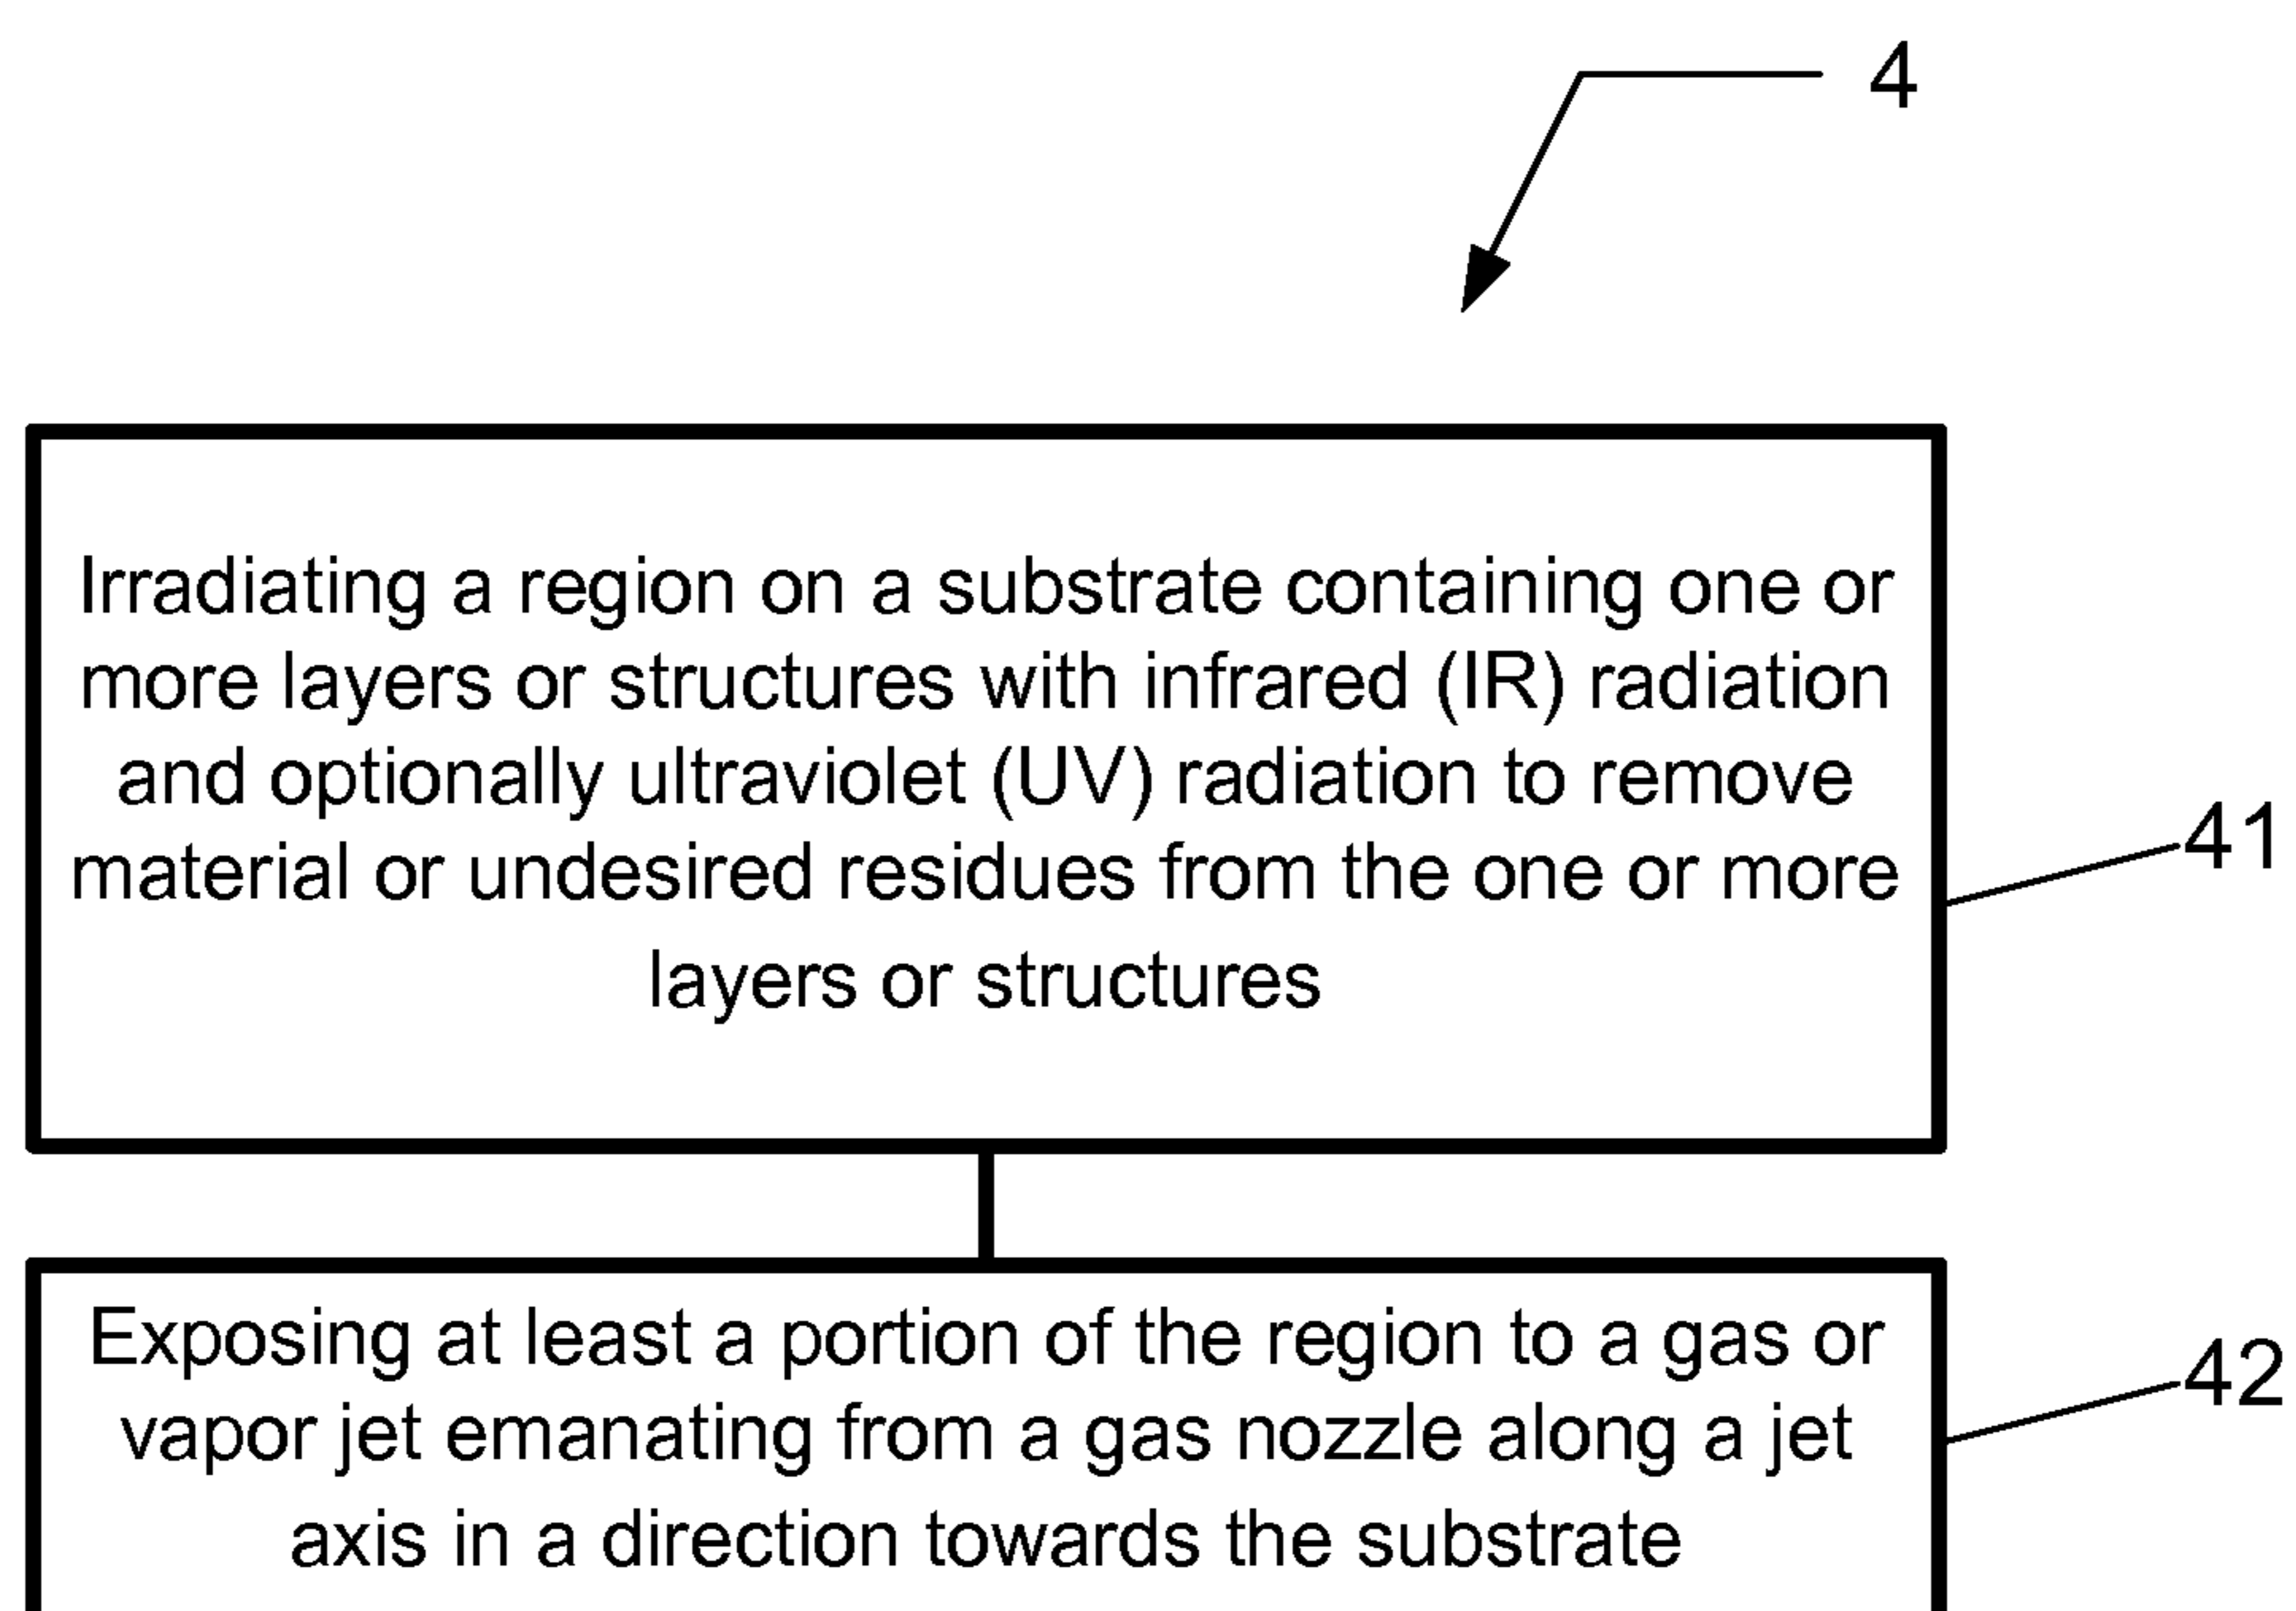 4
Irradiating a region on a substrate containing one or
more layers or structures with infrared (IR) radiation
and optionally ultraviolet (UV) radiation to remove
material or undesired residues from the one or more
layers or structures
41
Exposing at least a portion of the region to a gas or
vapor jet emanating from a gas nozzle along a jet
axis in a direction towards the substrate
42